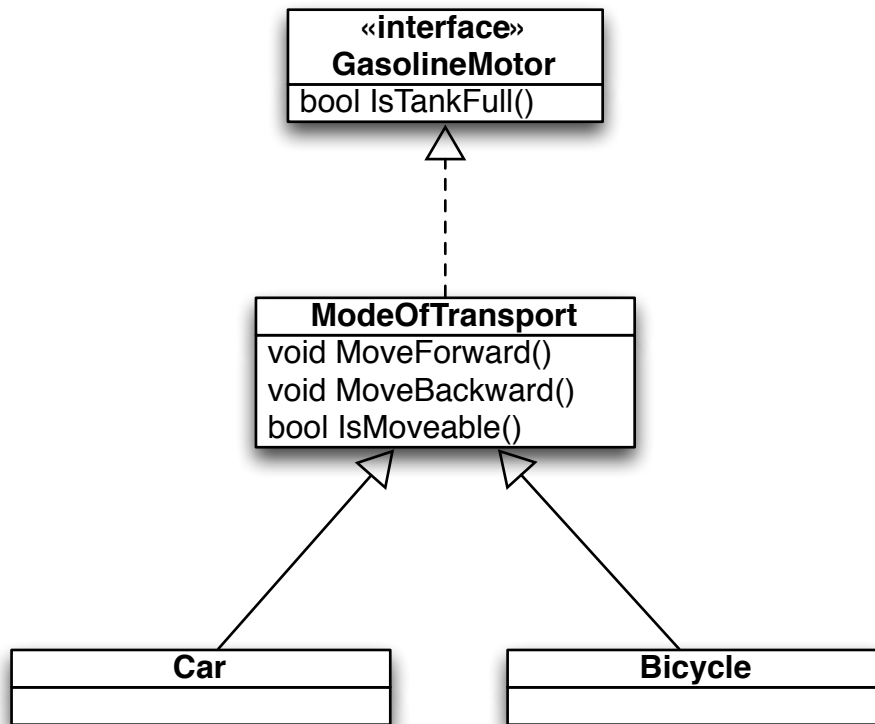 «interface»
GasolineMotor
bool IsTankFull()
ModeOfTransport
void MoveForward()
void MoveBackward()
bool IsMoveable()
Car
Bicycle